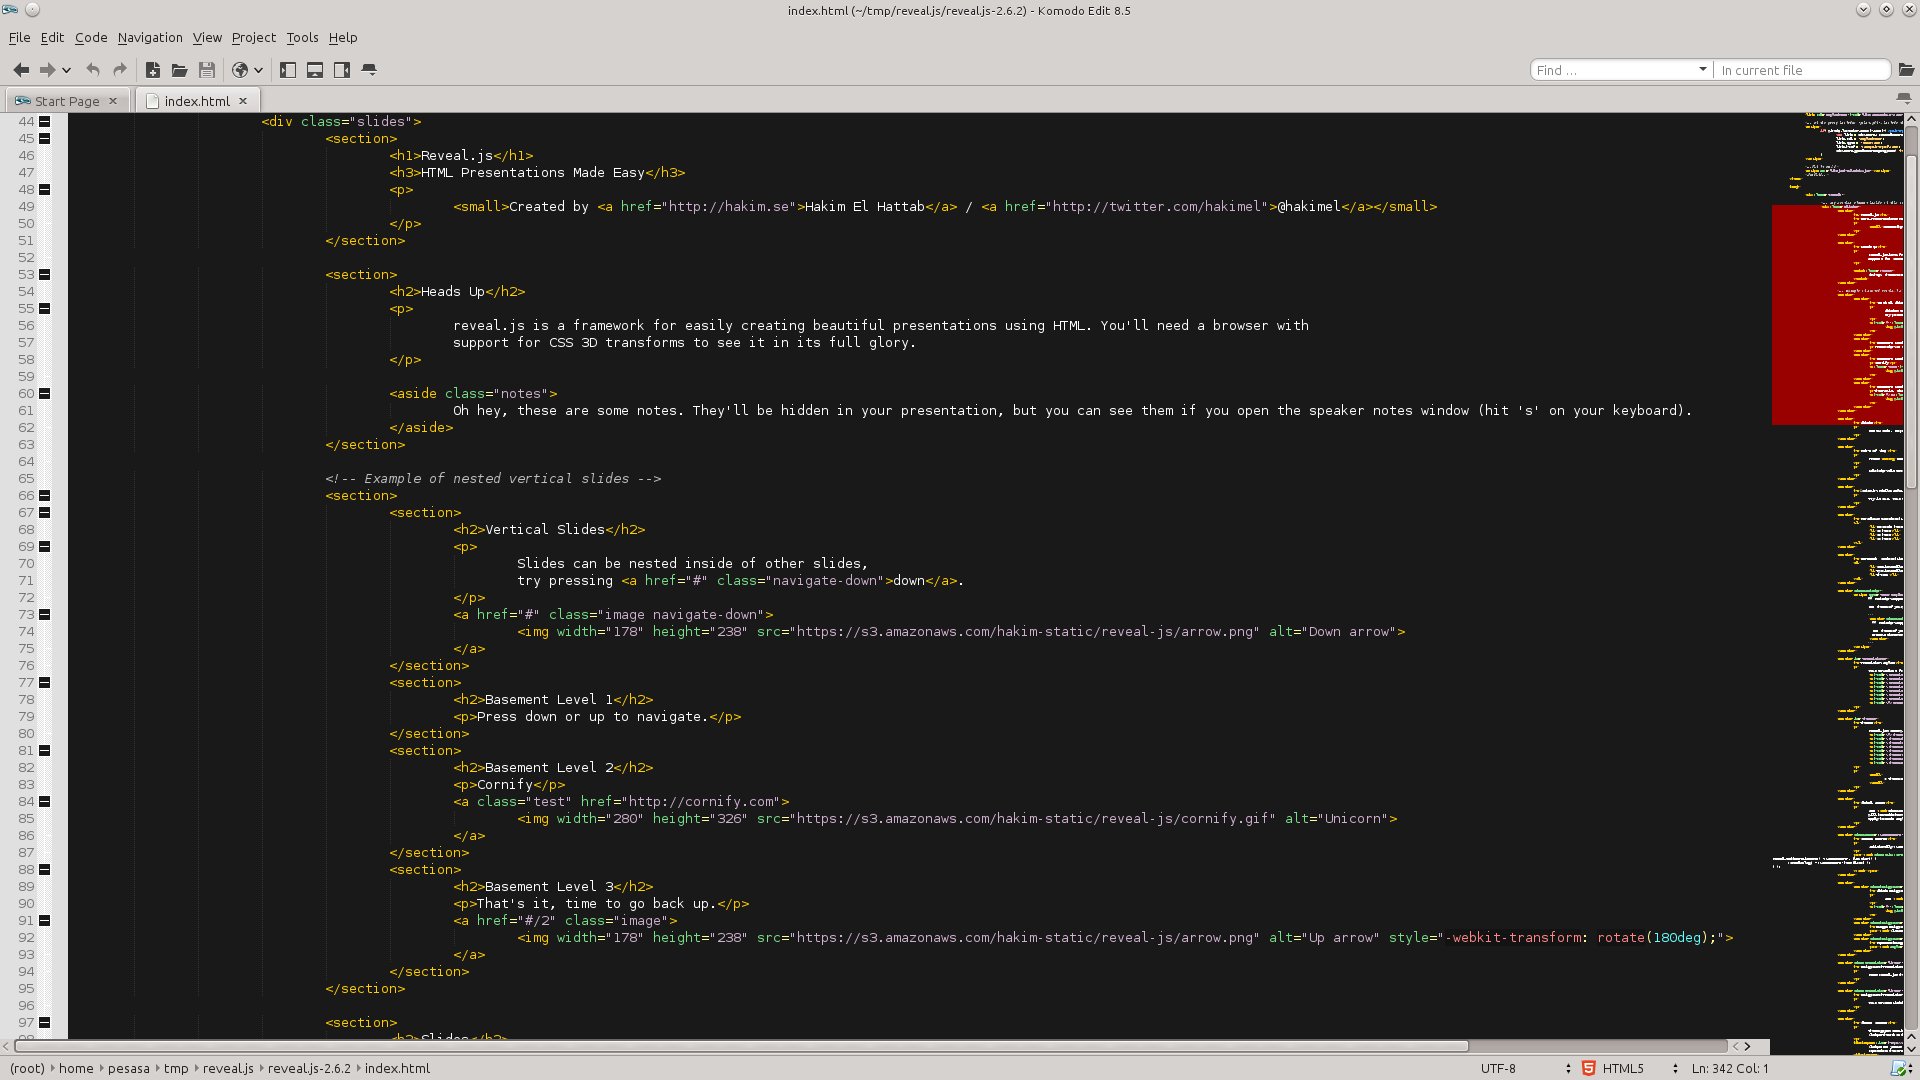 index.html (~/tmp/reveal.js/reveal.js-2.6.2) - Komodo Edit 8.5
File Edit Code Navigation View Project Tools Help
Find ... In current file
Start Page index.html
44 <div class="slides">
45 <section>
46 <h1>Reveal.js</h1>
47 <h3>HTML Presentations Made Easy</h3>
48 <p>
49 <small>Created by <a href="http://hakim.se">Hakim El Hattab</a> / <a href="http://twitter.com/hakimel">@hakimel</a></small>
50 </p>
51 </section>
52
53 <section>
54 <h2>Heads Up</h2>
55 <p>
56 reveal.js is a framework for easily creating beautiful presentations using HTML. You'll need a browser with
57 support for CSS 3D transforms to see it in its full glory.
58 </p>
59
60 <aside class="notes">
61 Oh hey, these are some notes. They'll be hidden in your presentation, but you can see them if you open the speaker notes window (hit 's' on your keyboard).
62 </aside>
63 </section>
64
65 <!-- Example of nested vertical slides -->
66 <section>
67 <section>
68 <h2>Vertical Slides</h2>
69 <p>
70 Slides can be nested inside of other slides,
71 try pressing <a href="#" class="navigate-down">down</a>.
72 </p>
73 <a href="#" class="image navigate-down">
74 <img width="178" height="238" src="https://s3.amazonaws.com/hakim-static/reveal-js/arrow.png" alt="Down arrow">
75 </a>
76 </section>
77 <section>
78 <h2>Basement Level 1</h2>
79 <p>Press down or up to navigate.</p>
80 </section>
81 <section>
82 <h2>Basement Level 2</h2>
83 <p>Cornify</p>
84 <a class="test" href="http://cornify.com">
85 <img width="280" height="326" src="https://s3.amazonaws.com/hakim-static/reveal-js/cornify.gif" alt="Unicorn">
86 </a>
87 </section>
88 <section>
89 <h2>Basement Level 3</h2>
90 <p>That's it, time to go back up.</p>
91 <a href="#/2" class="image">
92 <img width="178" height="238" src="https://s3.amazonaws.com/hakim-static/reveal-js/arrow.png" alt="Up arrow" style="-webkit-transform: rotate(180deg);">
93 </a>
94 </section>
95 </section>
96
97 <section>
98 <h2>Slides</h2>
(root) home pesasa tmp reveal.js reveal.js-2.6.2 index.html UTF-8 HTML5 Ln: 342 Col: 1